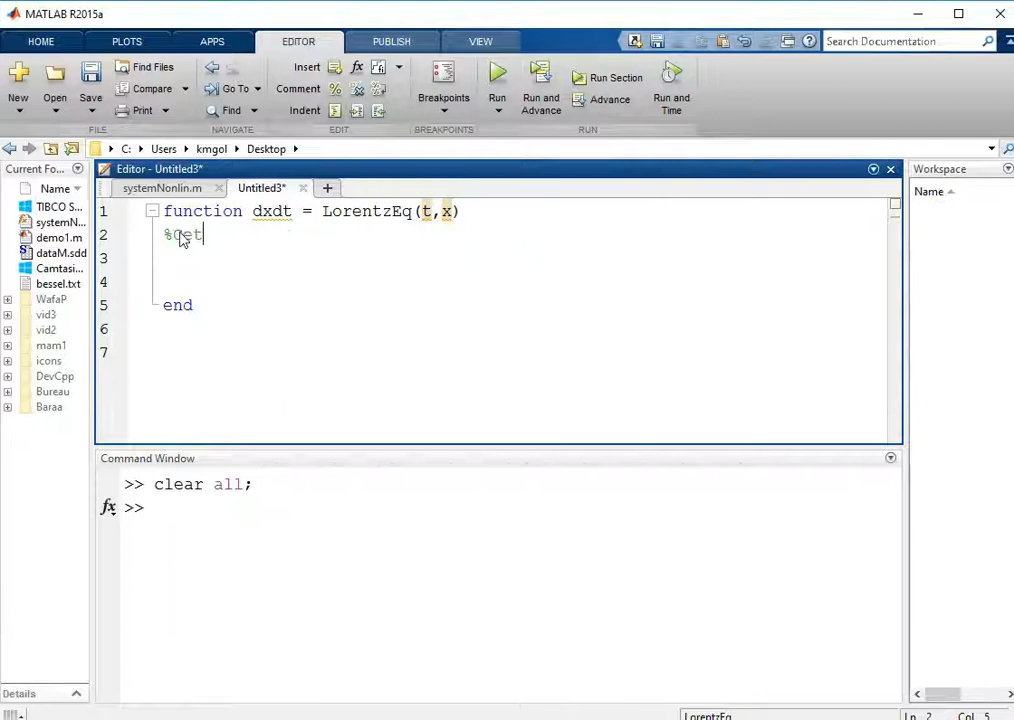 MATLAB R2015a
HOME PLOTS APPS EDITOR PUBLISH VIEW Search Documentation
New Open Save Find Files Compare Print Go To Find Insert Comment Indent Breakpoints Run Run and Advance Run Section Advance Run and Time
FILE NAVIGATE EDIT BREAKPOINTS RUN
C: Users kmgol Desktop
Current Fo... Editor - Untitled3* Workspace
Name systemNonlin.m Untitled3* Name
TIBCO S...
systemN...
demo1.m
dataM.sdd
Camtasi...
bessel.txt
WafaP
vid3
vid2
mam1
icons
DevCpp
Bureau
Baraa
1 function dxdt = LorentzEq(t,x)
2
3
4
5 end
6
7
Command Window
>> clear all;
fx >>
Details
LorentzEq Ln 2 Col 5